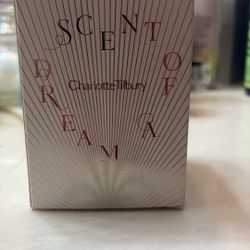 SCENT OF
A DREAM
Charlotte Tilbury